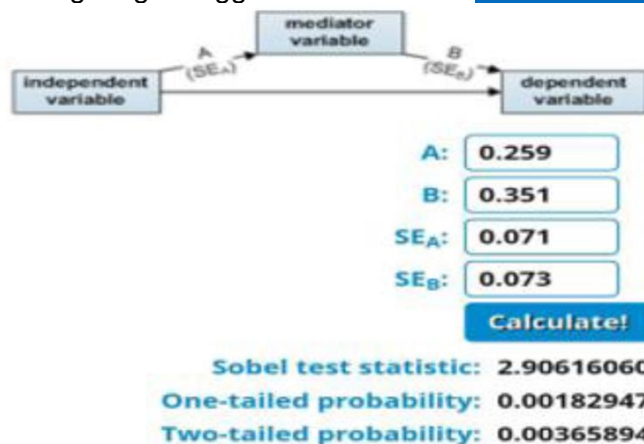 mediator
variable
A
(SEA)
B
(SEB)
independent
variable
dependent
variable
A: 0.259
B: 0.351
SEA: 0.071
SEB: 0.073
Calculate!
Sobel test statistic: 2.90616060
One-tailed probability: 0.00182947
Two-tailed probability: 0.00365894